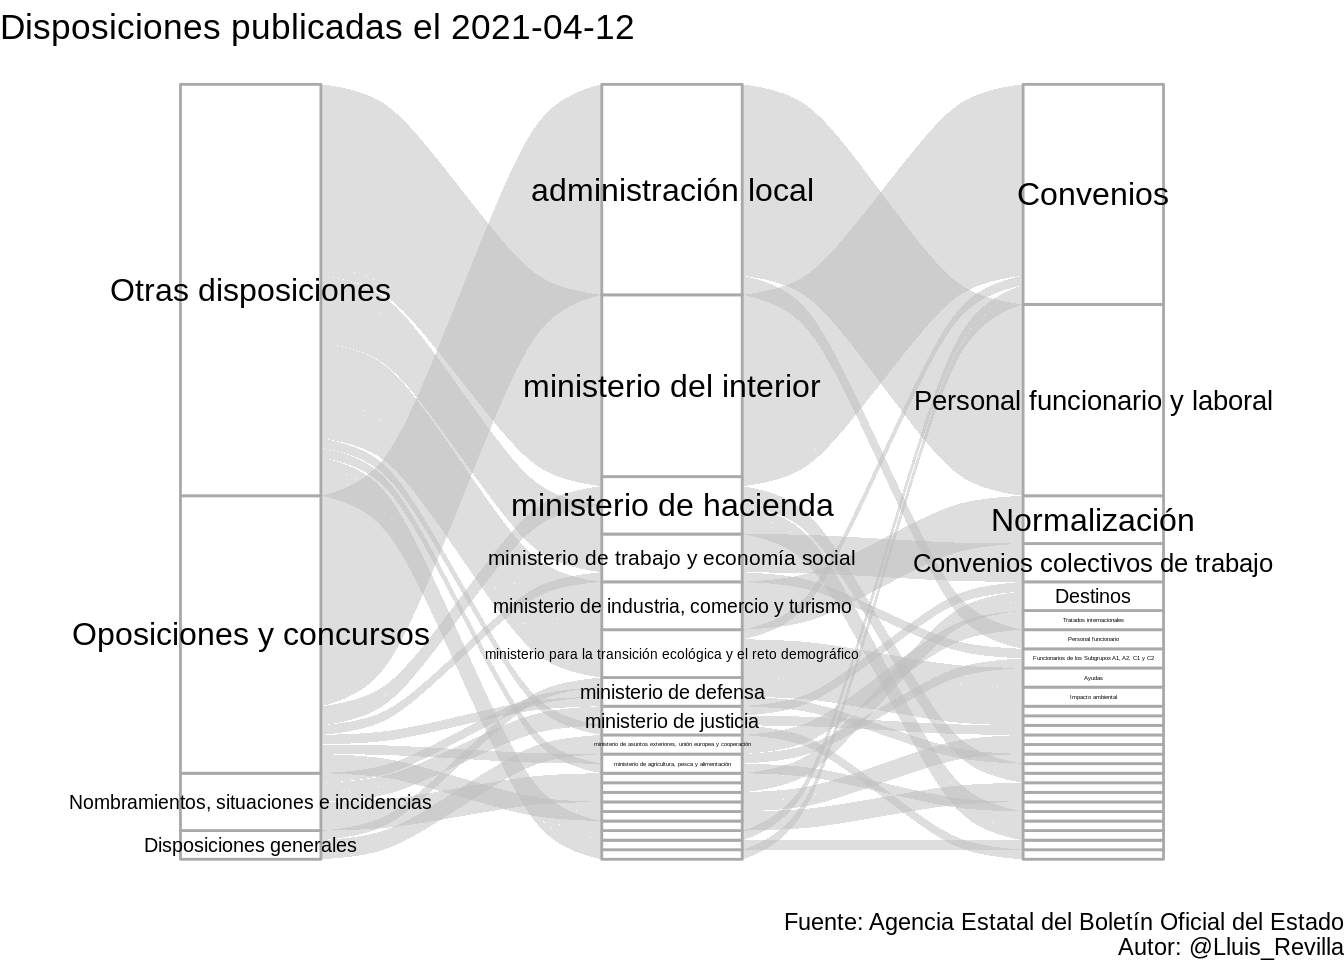 Disposiciones publicadas el 2021-04-12
Otras disposiciones
Oposiciones y concursos
Nombramientos, situaciones e incidencias
Disposiciones generales
administración local
ministerio del interior
ministerio de hacienda
ministerio de trabajo y economía social
ministerio de industria, comercio y turismo
ministerio para la transición ecológica y el reto demográfico
ministerio de defensa
ministerio de justicia
ministerio de asuntos exteriores, unión europea y cooperación
ministerio de agricultura, pesca y alimentación
Convenios
Personal funcionario y laboral
Normalización
Convenios colectivos de trabajo
Destinos
Tratados internacionales
Personal funcionario
Funcionarios de los Subgrupos A1, A2, C1 y C2
Ayudas
Impacto ambiental
Fuente: Agencia Estatal del Boletín Oficial del Estado
Autor: @Lluis_Revilla